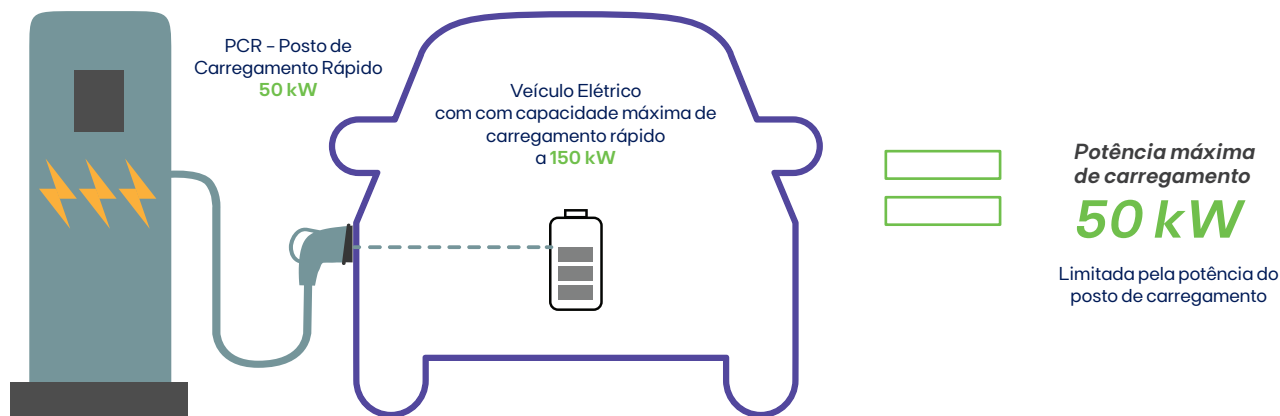 PCR – Posto de
Carregamento Rápido
50 kW
Veículo Elétrico
com com capacidade máxima de
carregamento rápido
a 150 kW
Potência máxima
de carregamento
50 kW
Limitada pela potência do
posto de carregamento